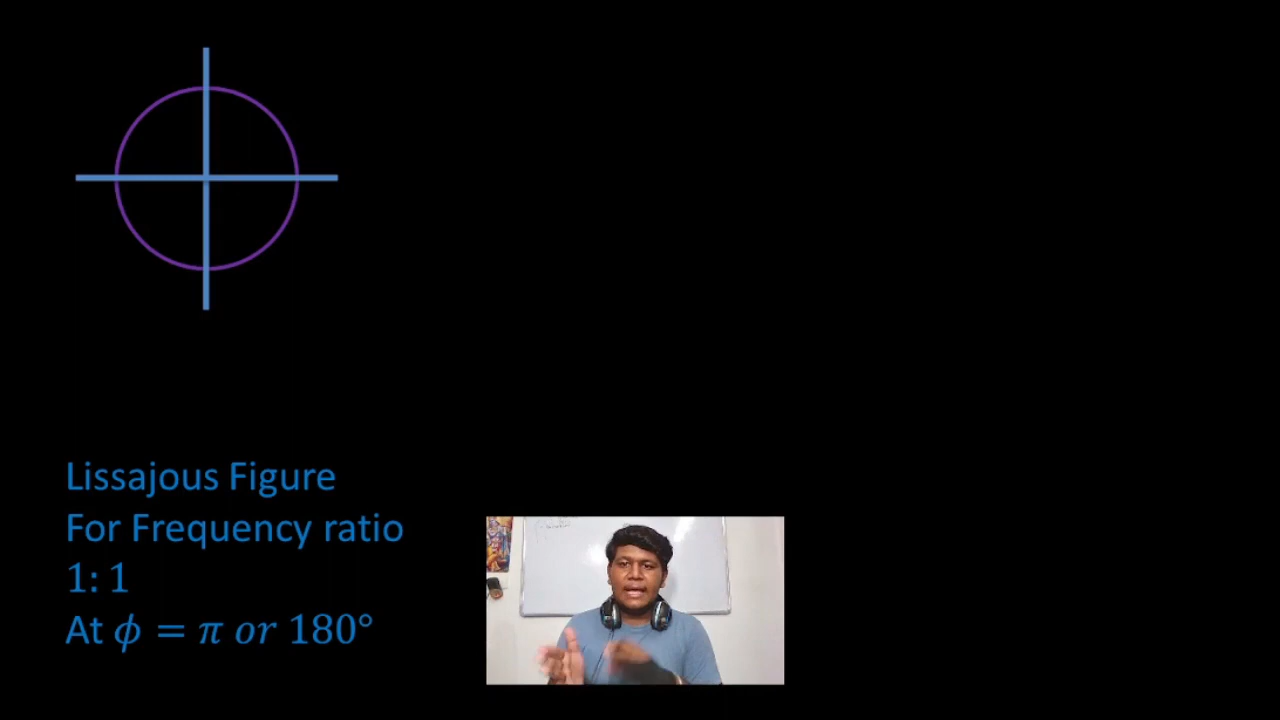 Lissajous Figure
For Frequency ratio
1: 1
At ϕ = π or 180°